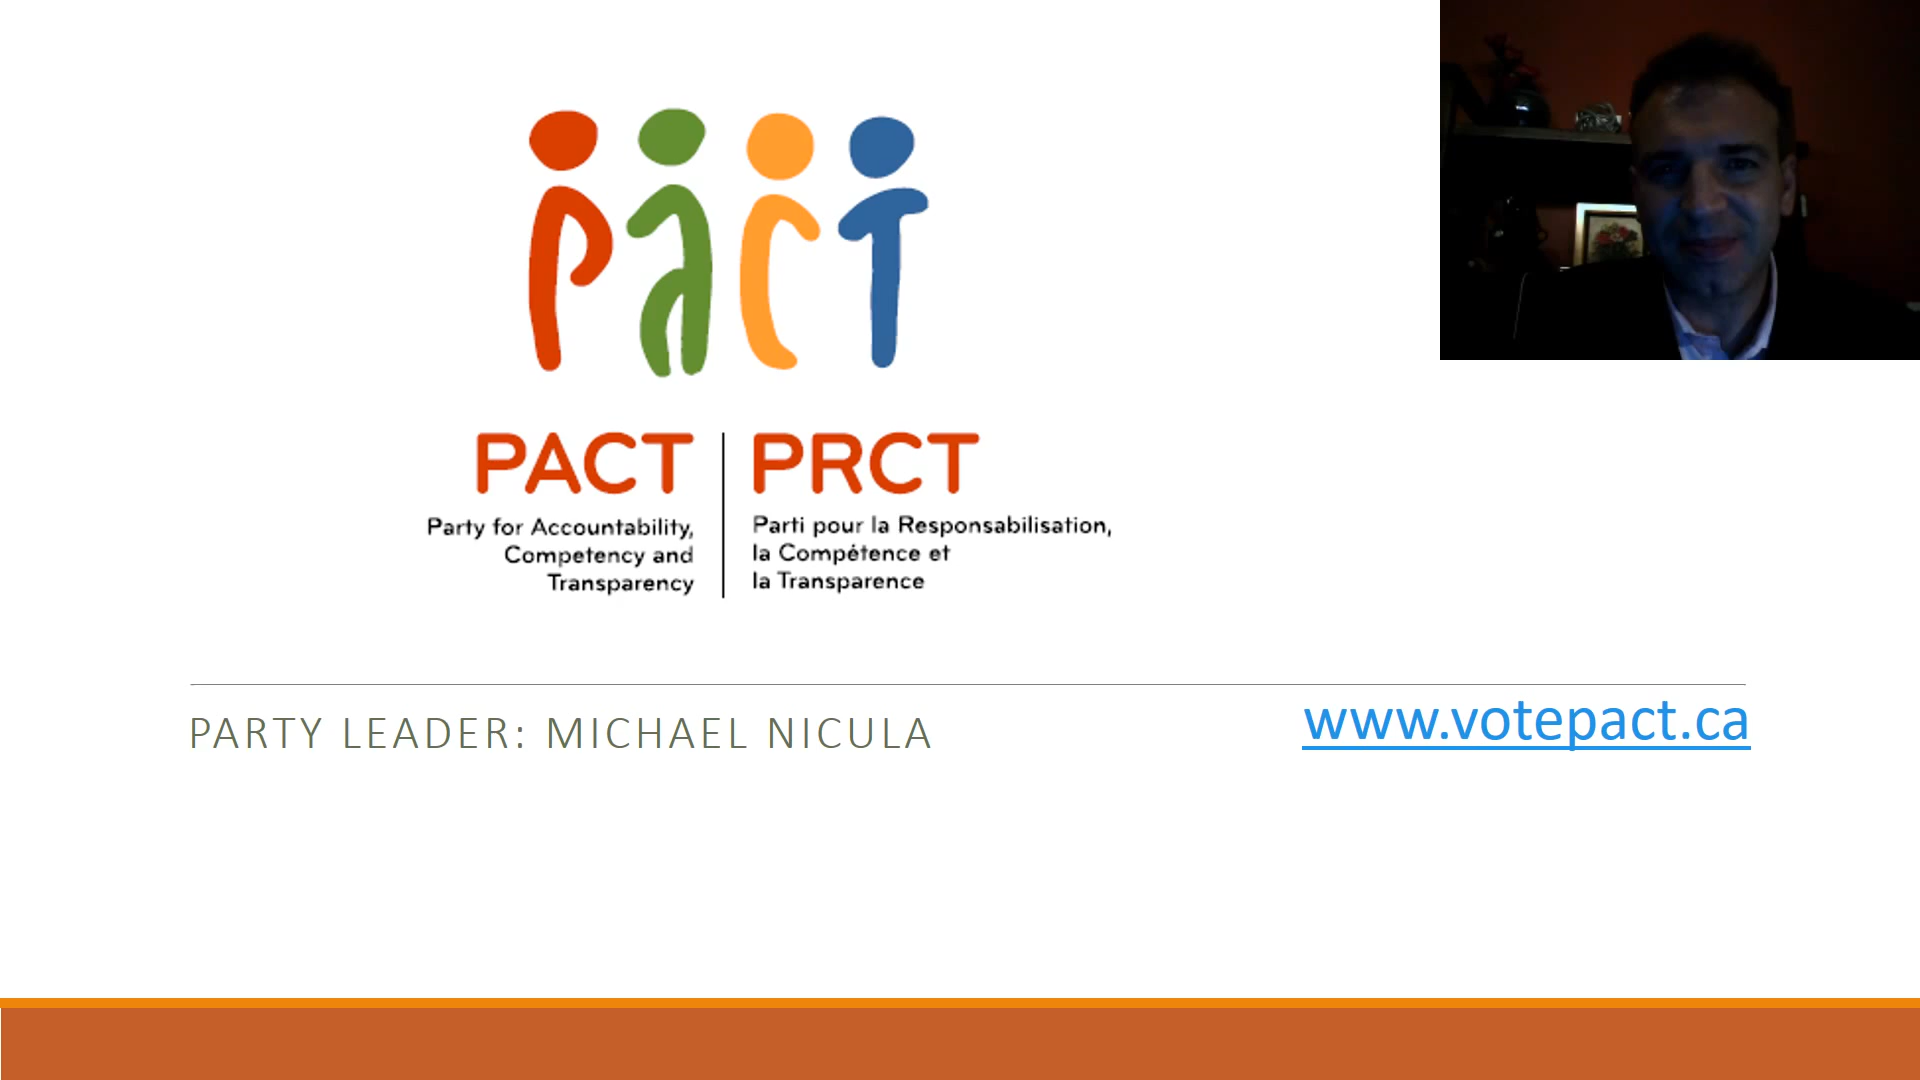 pact
PACT
Party for Accountability,
Competency and
Transparency
PRCT
Parti pour la Responsabilisation,
la Compétence et
la Transparence
PARTY LEADER: MICHAEL NICULA
www.votepact.ca